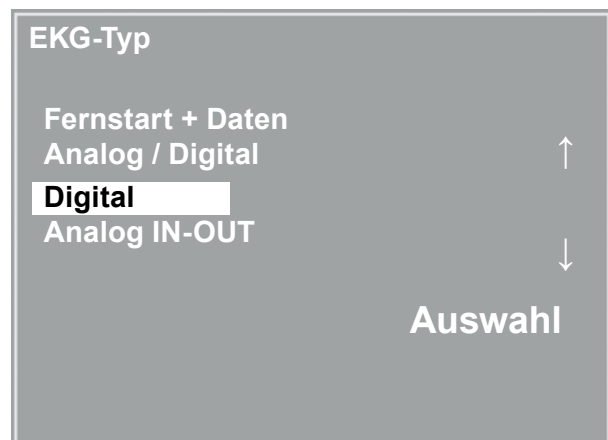 EKG-Typ
Fernstart + Daten
Analog / Digital
↑
Digital
Analog IN-OUT
↓
Auswahl